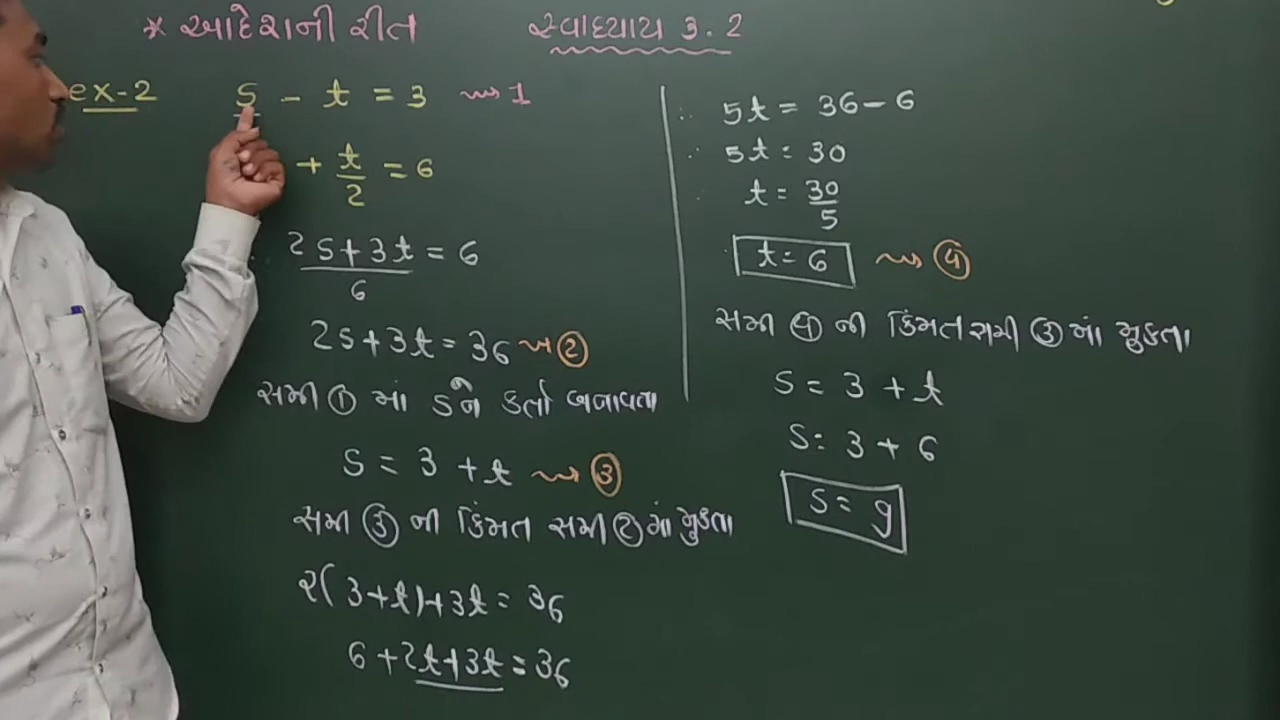 * આદેશની રીત સ્વાધ્યાય 3.2
ex-2 s - t = 3 ⇝ 1
+ t/2 = 6
2s+3t/6 = 6
2s+3t = 36 ⇝ ②
સમી ① માં s ને કર્તા બનાવતા
s = 3 + t ⇝ ③
સમી ③ ની કિંમત સમી ② માં મુકતા
2(3+t)+3t = 36
6+2t+3t = 36
∴ 5t = 36-6
∴ 5t = 30
t = 30/5
∴ t = 6 ⇝ ④
સમી ④ ની કિંમત સમી ③ માં મુકતા
s = 3 + t
s = 3 + 6
s = 9